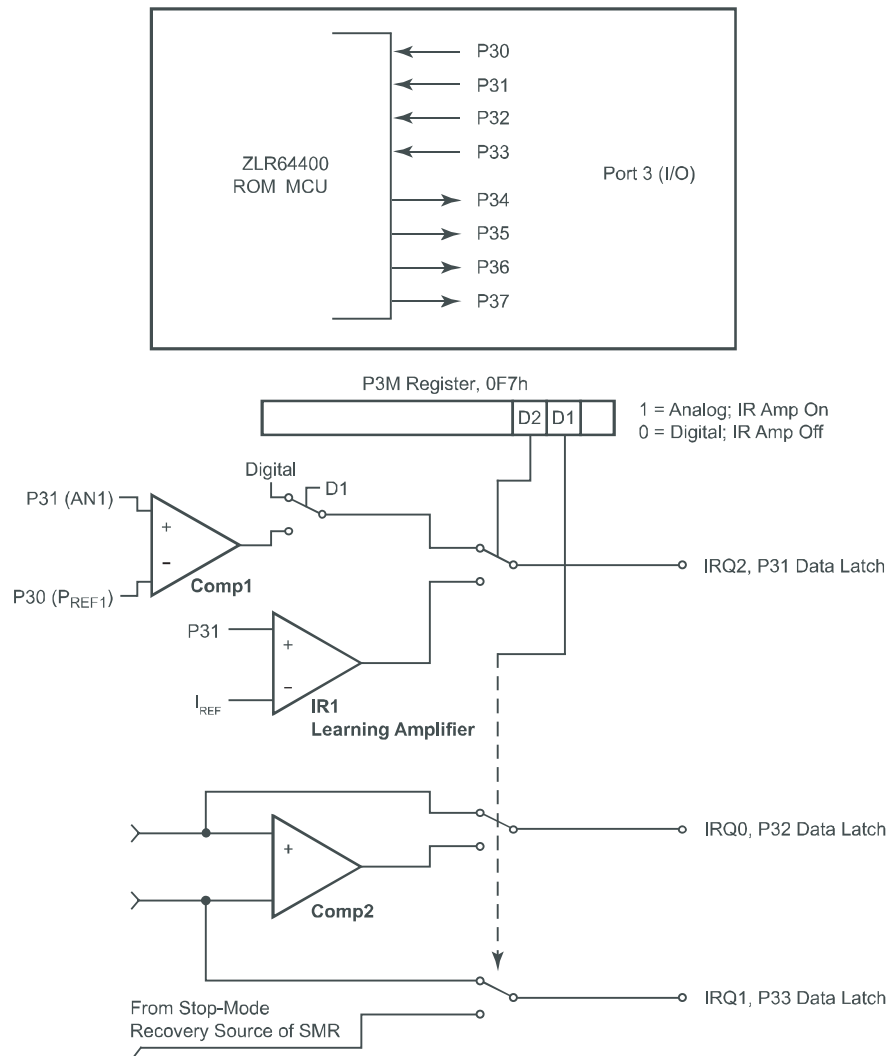 P30
P31
P32
P33
ZLR64400
ROM MCU
Port 3 (I/O)
P34
P35
P36
P37
P3M Register, 0F7h
D2 D1
1 = Analog; IR Amp On
0 = Digital; IR Amp Off
Digital
D1
P31 (AN1)
+
-
Comp1
P30 (PREF1)
IRQ2, P31 Data Latch
P31
+
-
IREF
IR1
Learning Amplifier
IRQ0, P32 Data Latch
+
Comp2
IRQ1, P33 Data Latch
From Stop-Mode
Recovery Source of SMR